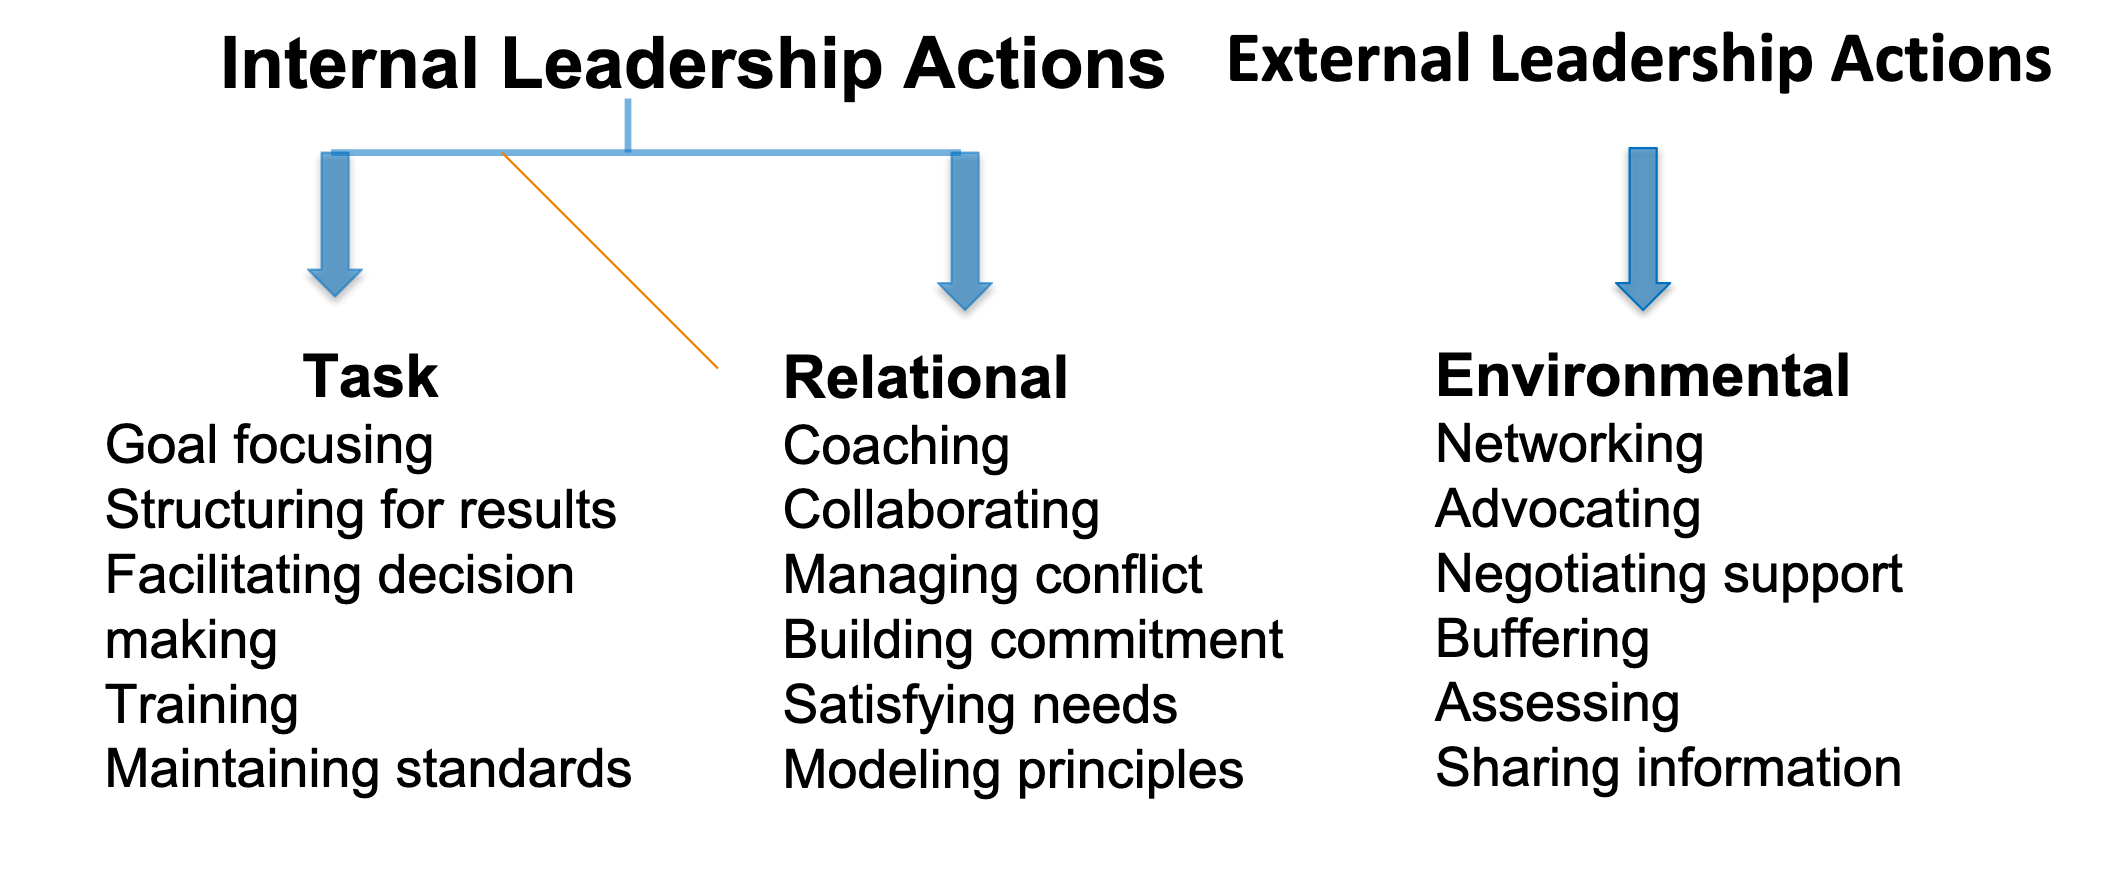 Internal Leadership Actions
External Leadership Actions
Task
Goal focusing
Structuring for results
Facilitating decision
making
Training
Maintaining standards
Relational
Coaching
Collaborating
Managing conflict
Building commitment
Satisfying needs
Modeling principles
Environmental
Networking
Advocating
Negotiating support
Buffering
Assessing
Sharing information